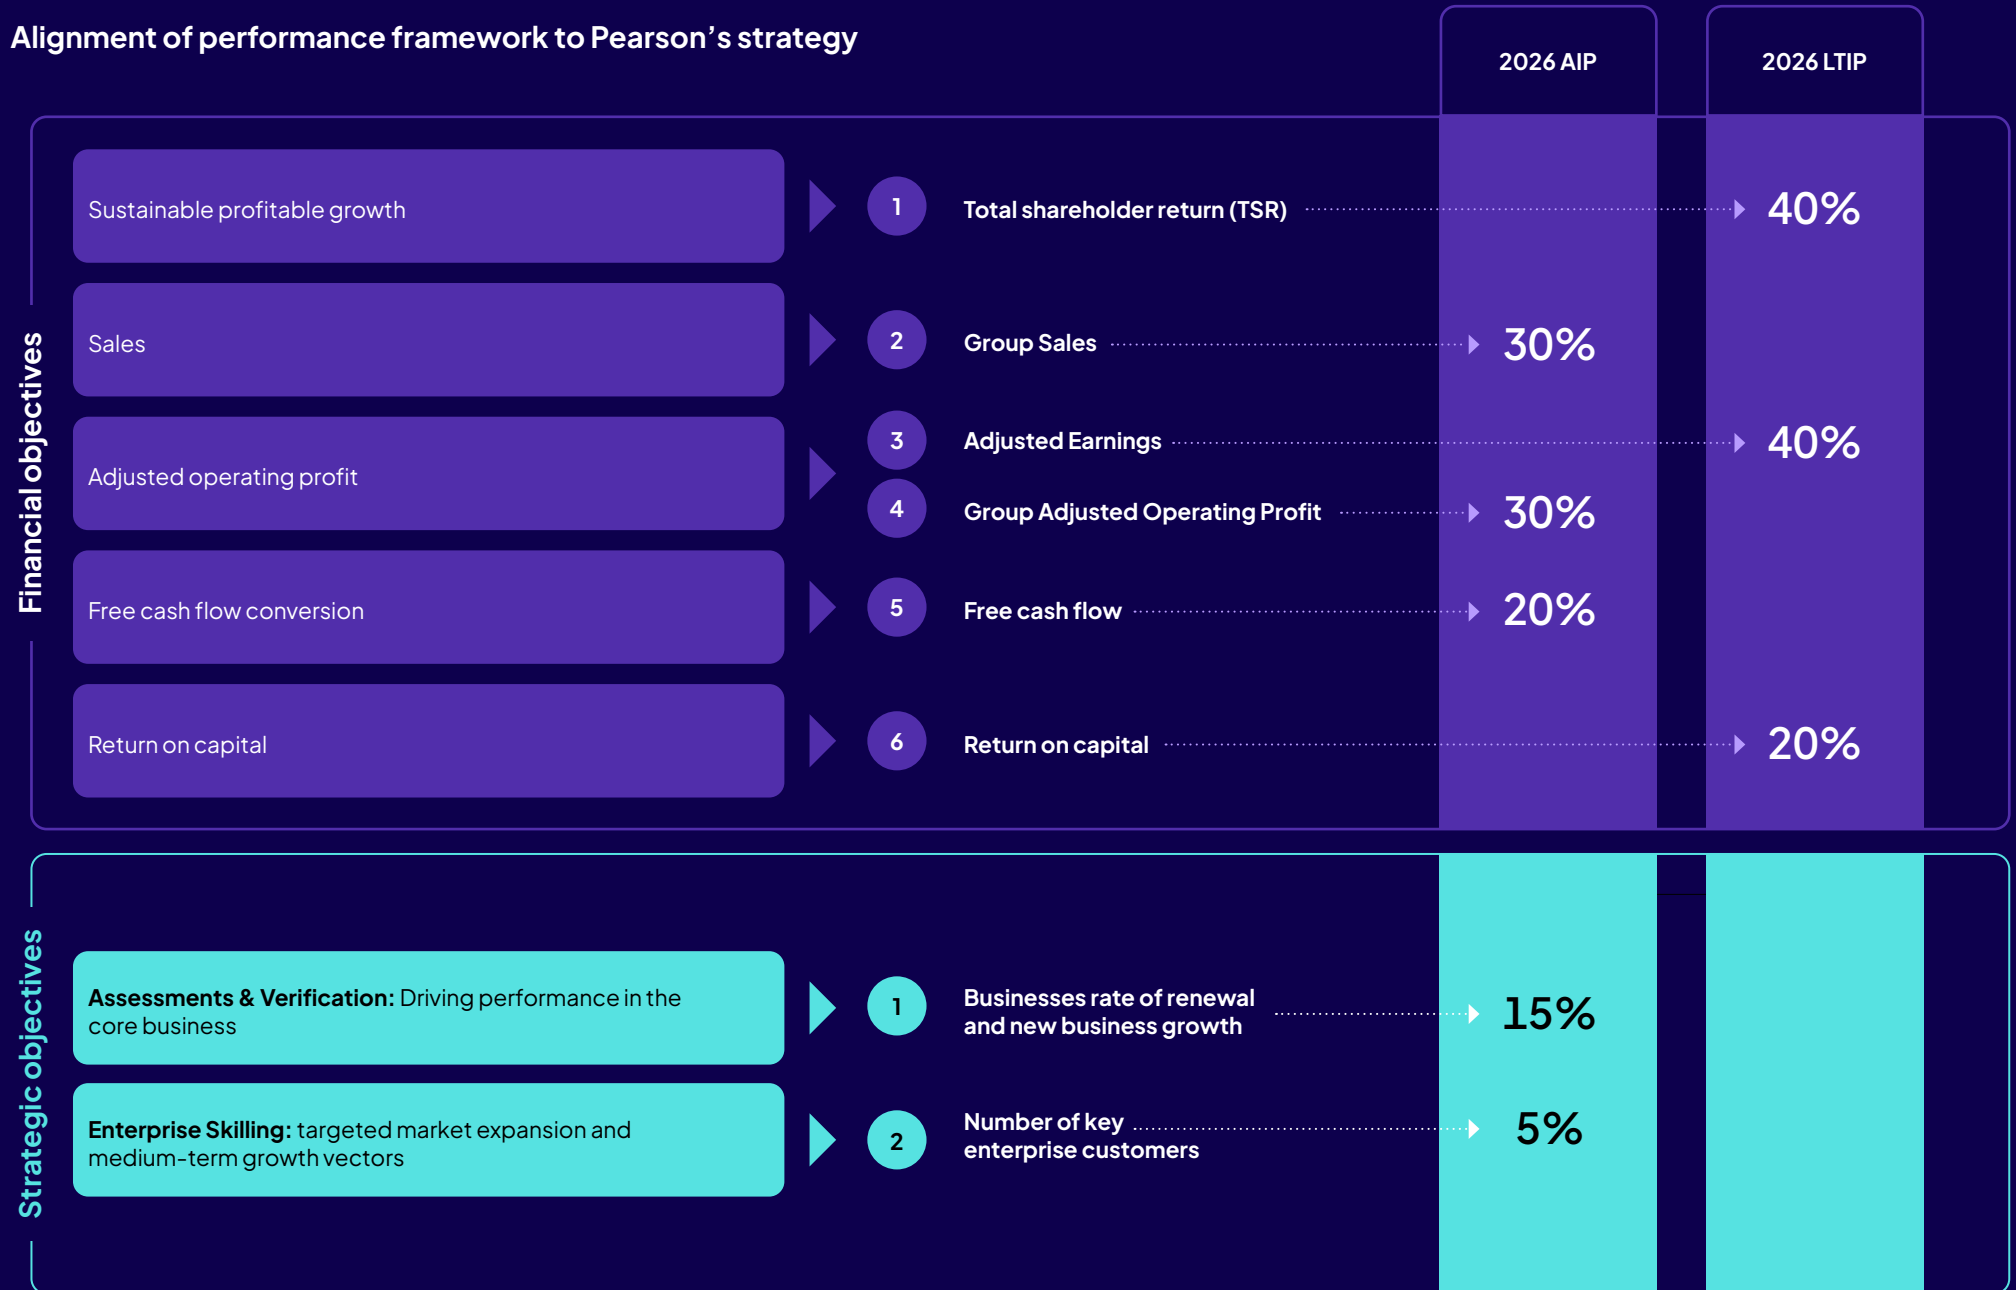 Alignment of performance framework to Pearson's strategy
2026 AIP
2026 LTIP
Financial objectives
Sustainable profitable growth
1
Total shareholder return (TSR)
40%
Sales
2
Group Sales
30%
Adjusted operating profit
3
Adjusted Earnings
40%
4
Group Adjusted Operating Profit
30%
Free cash flow conversion
5
Free cash flow
20%
Return on capital
6
Return on capital
20%
Strategic objectives
Assessments & Verification: Driving performance in the
core business
1
Businesses rate of renewal
and new business growth
15%
Enterprise Skilling: targeted market expansion and
medium-term growth vectors
2
Number of key
enterprise customers
5%